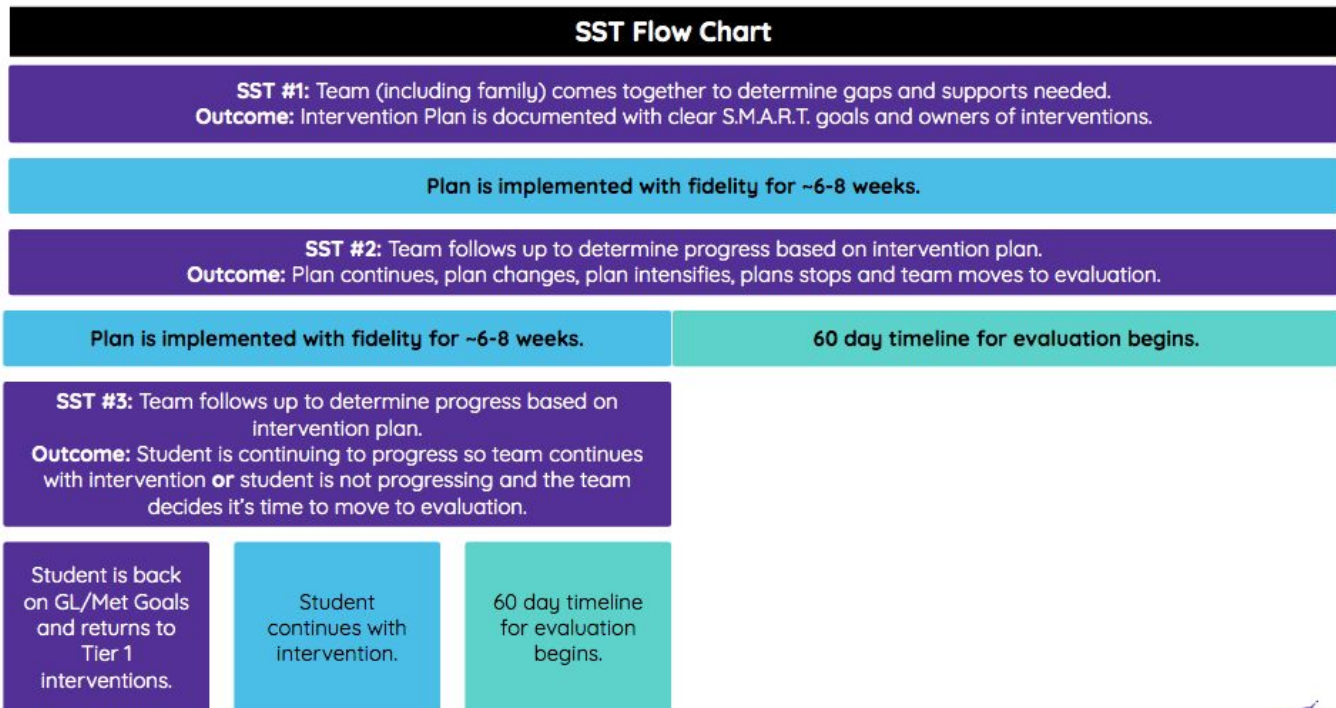 SST Flow Chart
SST #1: Team (including family) comes together to determine gaps and supports needed.
Outcome: Intervention Plan is documented with clear S.M.A.R.T. goals and owners of interventions.
Plan is implemented with fidelity for ~6-8 weeks.
SST #2: Team follows up to determine progress based on intervention plan.
Outcome: Plan continues, plan changes, plan intensifies, plans stops and team moves to evaluation.
Plan is implemented with fidelity for ~6-8 weeks.
60 day timeline for evaluation begins.
SST #3: Team follows up to determine progress based on
intervention plan.
Outcome: Student is continuing to progress so team continues
with intervention or student is not progressing and the team
decides it's time to move to evaluation.
Student is back
on GL/Met Goals
and returns to
Tier 1
interventions.
Student
continues with
intervention.
60 day timeline
for evaluation
begins.